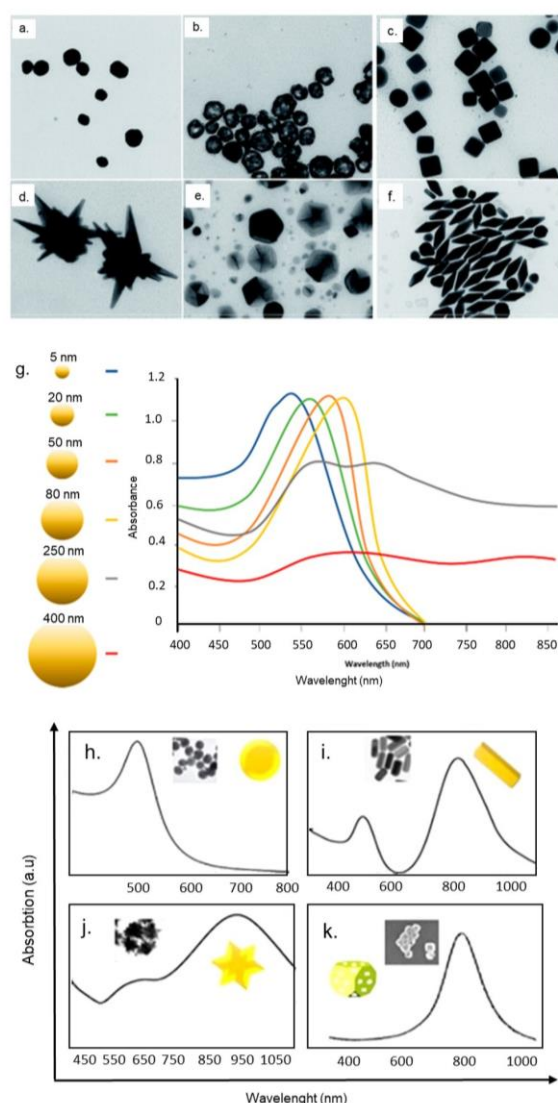 a.
b.
c.
d.
e.
f.
g.
5 nm
20 nm
50 nm
80 nm
250 nm
400 nm
Absorbance
1.2
1.0
0.8
0.6
0.4
0.2
0
400 450 500 550 600 650 700 750 800 850
Wavelength (nm)
Wavelenght (nm)
Absorbtion (a.u)
h.
500 600 700 800
i.
400 600 800 1000
j.
450 550 650 750 850 950 1050
k.
400 600 800 1000
Wavelenght (nm)